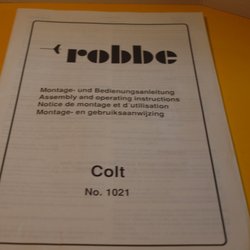 robbe
Montage- und Bedienungsanleitung
Assembly and operating instructions
Notice de montage et d'utilisation
Montage- en gebruiksaanwijzing
Colt
No. 1021